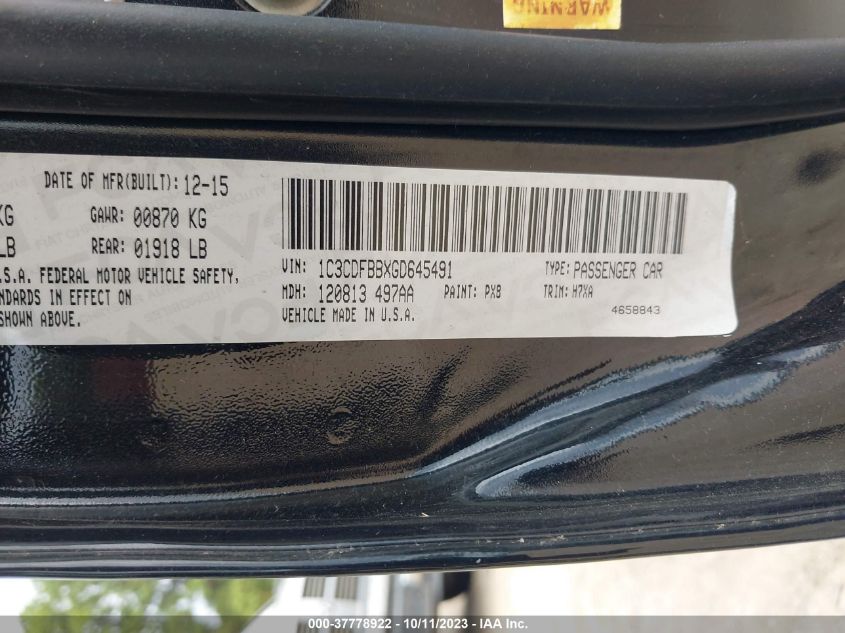 WARNING
DATE OF MFR(BUILT): 12-15
KG GAWR: 00870 KG
LB REAR: 01918 LB
U.S.A. FEDERAL MOTOR VEHICLE SAFETY,
NDARDS IN EFFECT ON
SHOWN ABOVE.
VIN: 1C3CDFBBXGD645491 TYPE: PASSENGER CAR
MDH: 120813 497AA PAINT: PX8 TRIM: H7XA
VEHICLE MADE IN U.S.A. 4658843
000-37778922 - 10/11/2023 - IAA Inc.